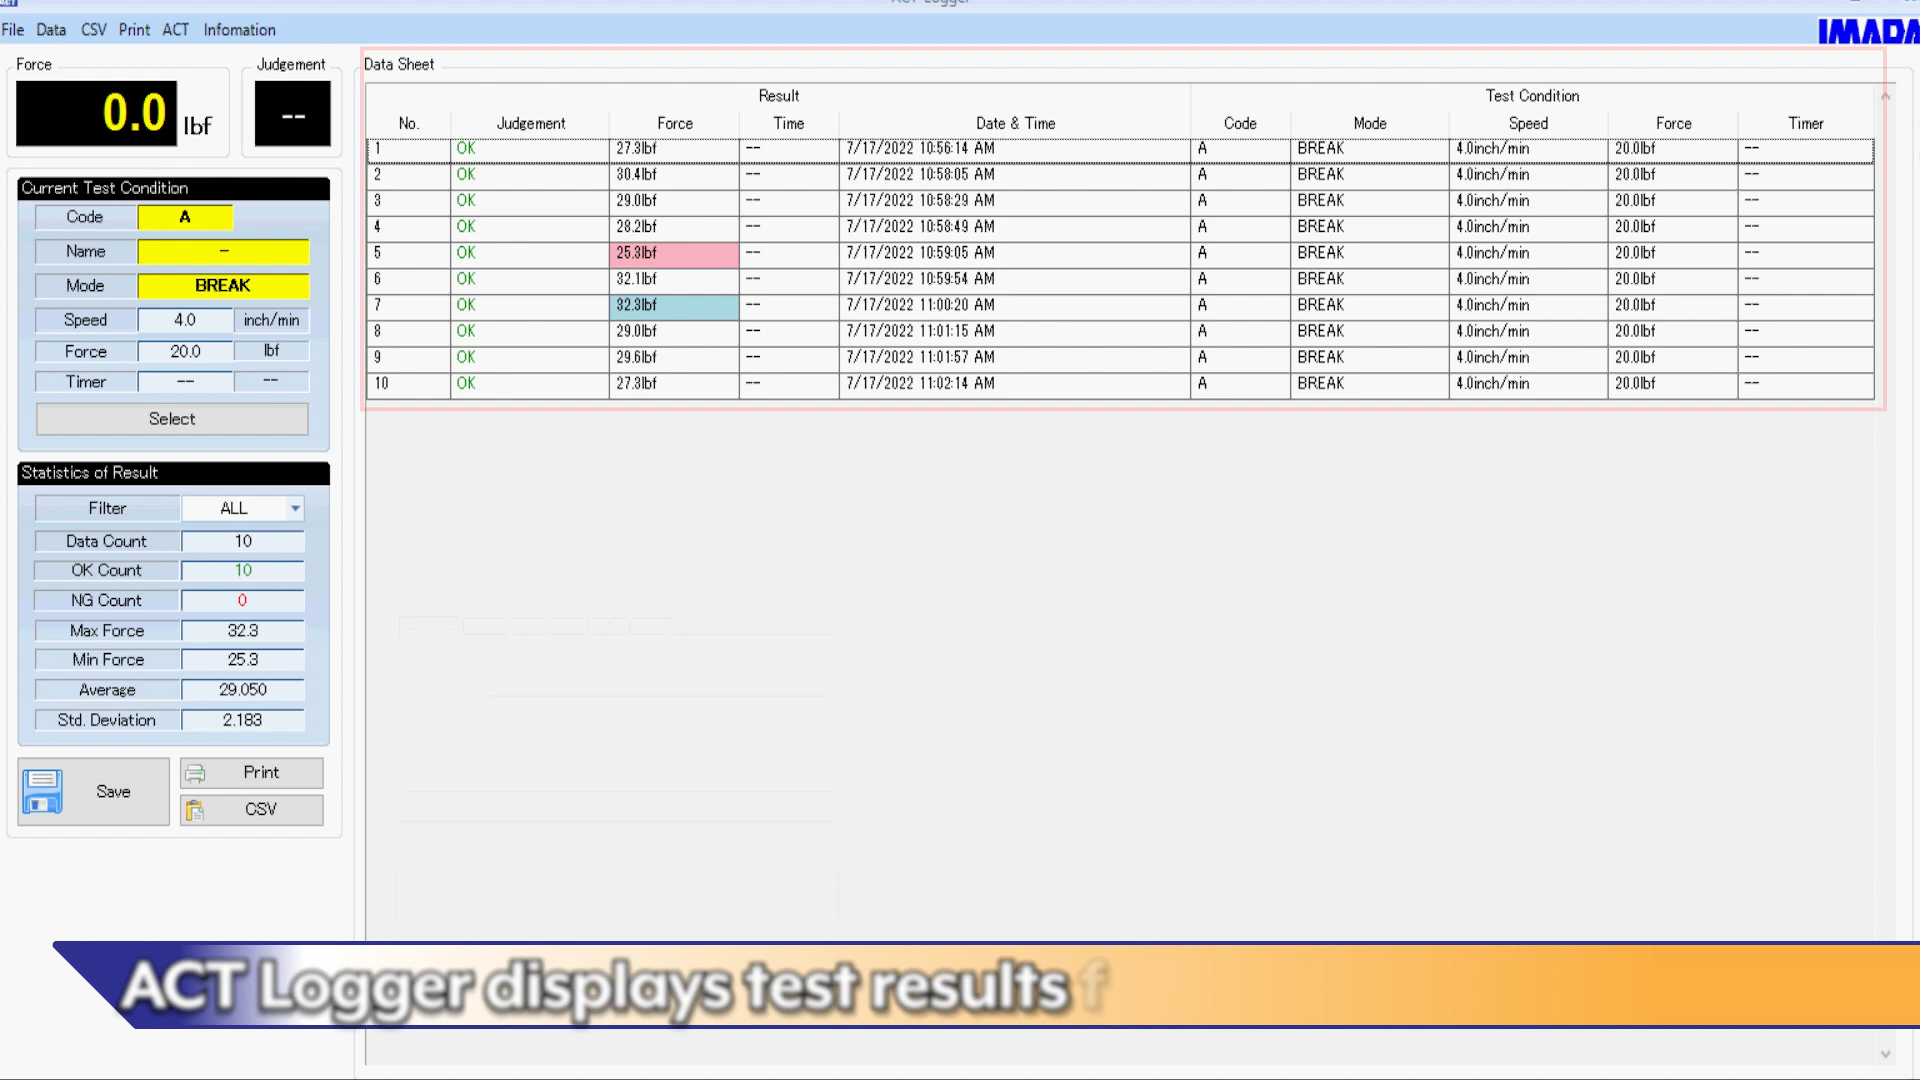 File Data CSV Print ACT Infomation
IMADA
Force Judgement Data Sheet
0.0 lbf --
Result Test Condition
No. Judgement Force Time Date & Time Code Mode Speed Force Timer
1 OK 27.3lbf -- 7/17/2022 10:56:14 AM A BREAK 4.0inch/min 20.0lbf --
2 OK 30.4lbf -- 7/17/2022 10:58:05 AM A BREAK 4.0inch/min 20.0lbf --
3 OK 29.0lbf -- 7/17/2022 10:58:29 AM A BREAK 4.0inch/min 20.0lbf --
4 OK 28.2lbf -- 7/17/2022 10:58:49 AM A BREAK 4.0inch/min 20.0lbf --
5 OK 25.3lbf -- 7/17/2022 10:59:05 AM A BREAK 4.0inch/min 20.0lbf --
6 OK 32.1lbf -- 7/17/2022 10:59:54 AM A BREAK 4.0inch/min 20.0lbf --
7 OK 32.3lbf -- 7/17/2022 11:00:20 AM A BREAK 4.0inch/min 20.0lbf --
8 OK 29.0lbf -- 7/17/2022 11:01:15 AM A BREAK 4.0inch/min 20.0lbf --
9 OK 29.6lbf -- 7/17/2022 11:01:57 AM A BREAK 4.0inch/min 20.0lbf --
10 OK 27.3lbf -- 7/17/2022 11:02:14 AM A BREAK 4.0inch/min 20.0lbf --
Current Test Condition
Code A
Name -
Mode BREAK
Speed 4.0 inch/min
Force 20.0 lbf
Timer -- --
Select
Statistics of Result
Filter ALL
Data Count 10
OK Count 10
NG Count 0
Max Force 32.3
Min Force 25.3
Average 29.050
Std. Deviation 2.183
Save
Print
CSV
ACT Logger displays test results f